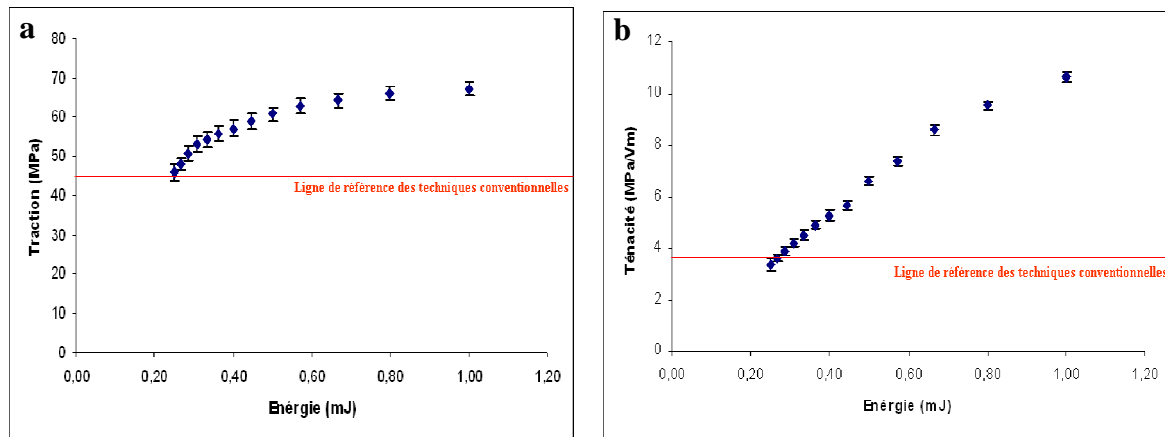 a
80
70
60
50
40
30
20
10
0
Traction (MPa)
Ligne de référence des techniques conventionnelles
0,00 0,20 0,40 0,60 0,80 1,00 1,20
Enérgie (mJ)
b
12
10
8
6
4
2
0
Ténacité (MPa/Vm)
Ligne de référence des techniques conventionnelles
0,00 0,20 0,40 0,60 0,80 1,00 1,20
Enérgie (mJ)